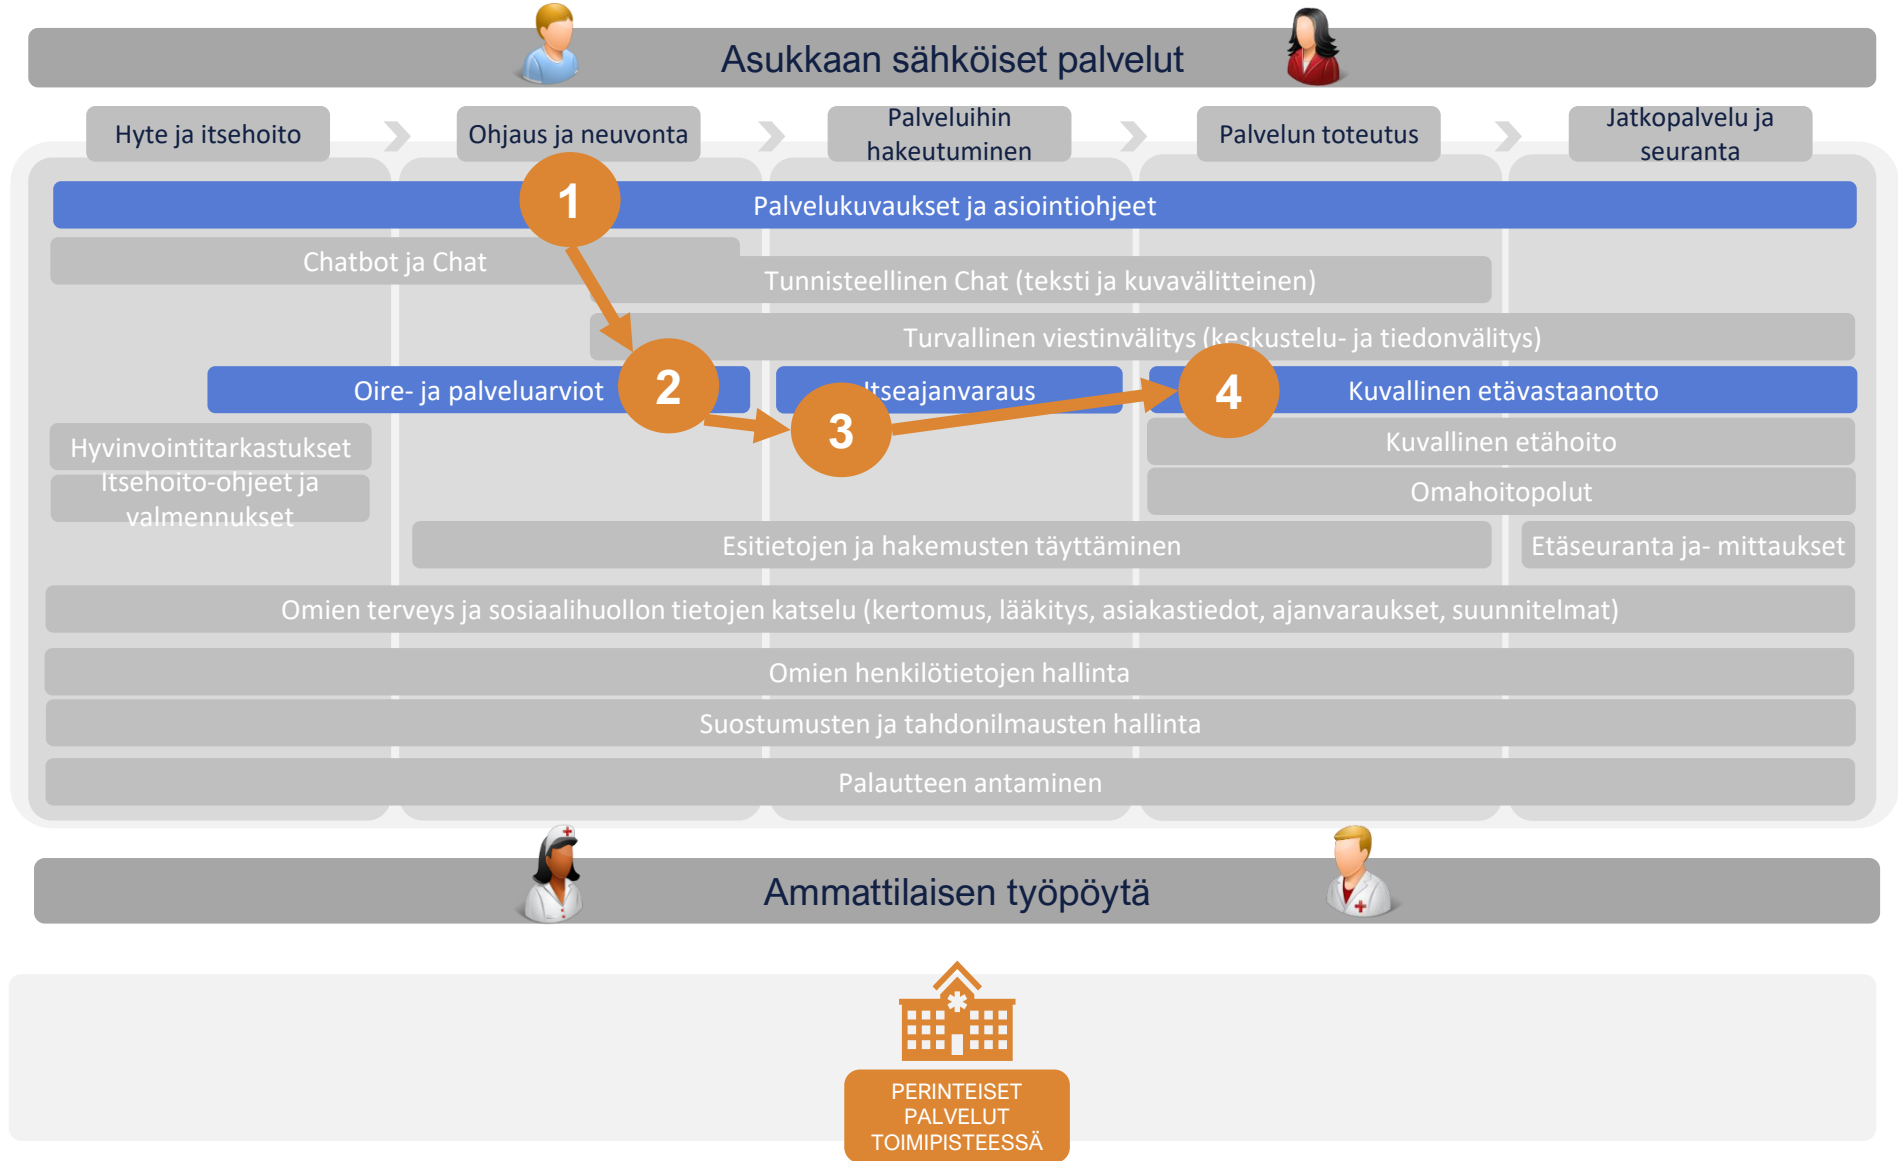 Asukkaan sähköiset palvelut
Hyte ja itsehoito
Ohjaus ja neuvonta
Palveluihin
hakeutuminen
Palvelun toteutus
Jatkopalvelu ja
seuranta
1
Palvelukuvaukset ja asiointiohjeet
Chatbot ja Chat
Tunnisteellinen Chat (teksti ja kuvavälitteinen)
Turvallinen viestinvälitys (keskustelu- ja tiedonvälitys)
Oire- ja palveluarviot
2
Itseajanvaraus
3
4
Kuvallinen etävastaanotto
Hyvinvointitarkastukset
Kuvallinen etähoito
Itsehoito-ohjeet ja
valmennukset
Omahoitopolut
Esitietojen ja hakemusten täyttäminen
Etäseuranta ja- mittaukset
Omien terveys ja sosiaalihuollon tietojen katselu (kertomus, lääkitys, asiakastiedot, ajanvaraukset, suunnitelmat)
Omien henkilötietojen hallinta
Suostumusten ja tahdonilmausten hallinta
Palautteen antaminen
Ammattilaisen työpöytä
PERINTEISET
PALVELUT
TOIMIPISTEESSÄ